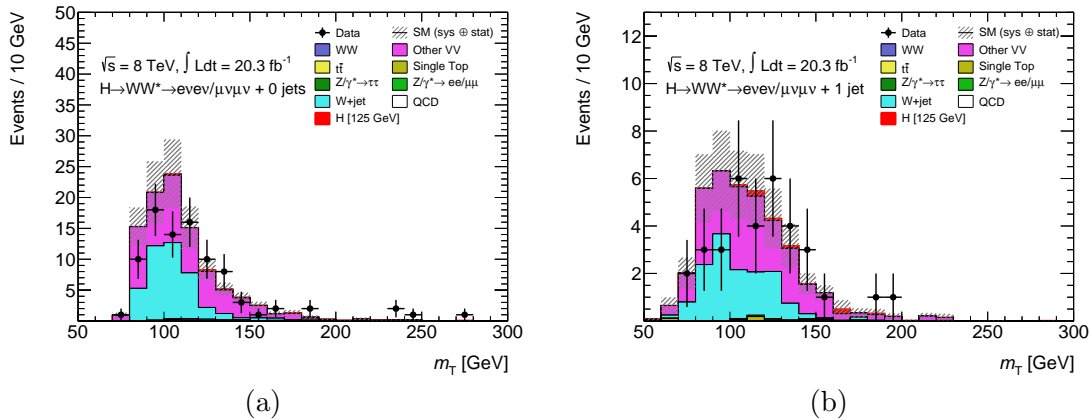 Events / 10 GeV
50
45
40
35
30
25
20
15
10
5
50 100 150 200 250 300
m_T [GeV]
√s = 8 TeV, ∫ Ldt = 20.3 fb⁻¹
H→WW*→eνeν/μνμν + 0 jets
Data SM (sys ⊕ stat)
WW Other VV
tt̄ Single Top
Z/γ*→ττ Z/γ*→ ee/μμ
W+jet QCD
H [125 GeV]
(a)
Events / 10 GeV
12
10
8
6
4
2
50 100 150 200 250 300
m_T [GeV]
√s = 8 TeV, ∫ Ldt = 20.3 fb⁻¹
H→WW*→eνeν/μνμν + 1 jet
Data SM (sys ⊕ stat)
WW Other VV
tt̄ Single Top
Z/γ*→ττ Z/γ*→ ee/μμ
W+jet QCD
H [125 GeV]
(b)